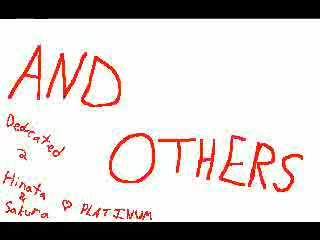 AND
OTHERS
Dedicated
2
Hinata
&
Sakura
♡ PLATINUM